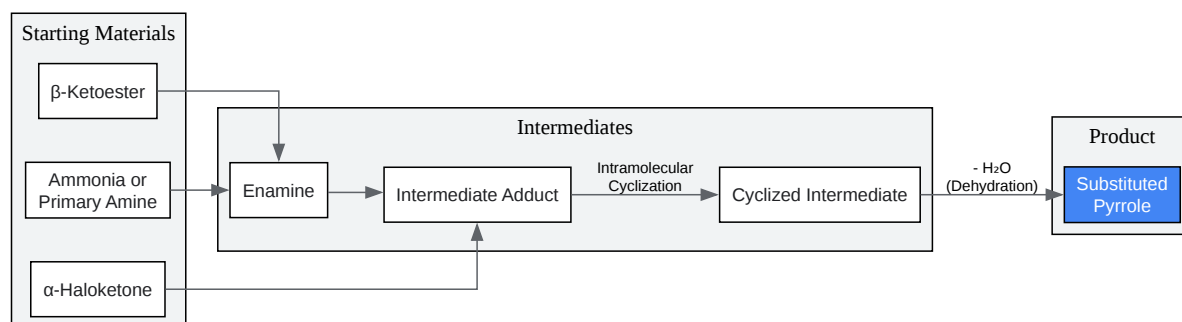 Starting Materials
β-Ketoester
Ammonia or
Primary Amine
α-Haloketone
Intermediates
Enamine
Intermediate Adduct
Intramolecular
Cyclization
Cyclized Intermediate
- H₂O
(Dehydration)
Product
Substituted
Pyrrole